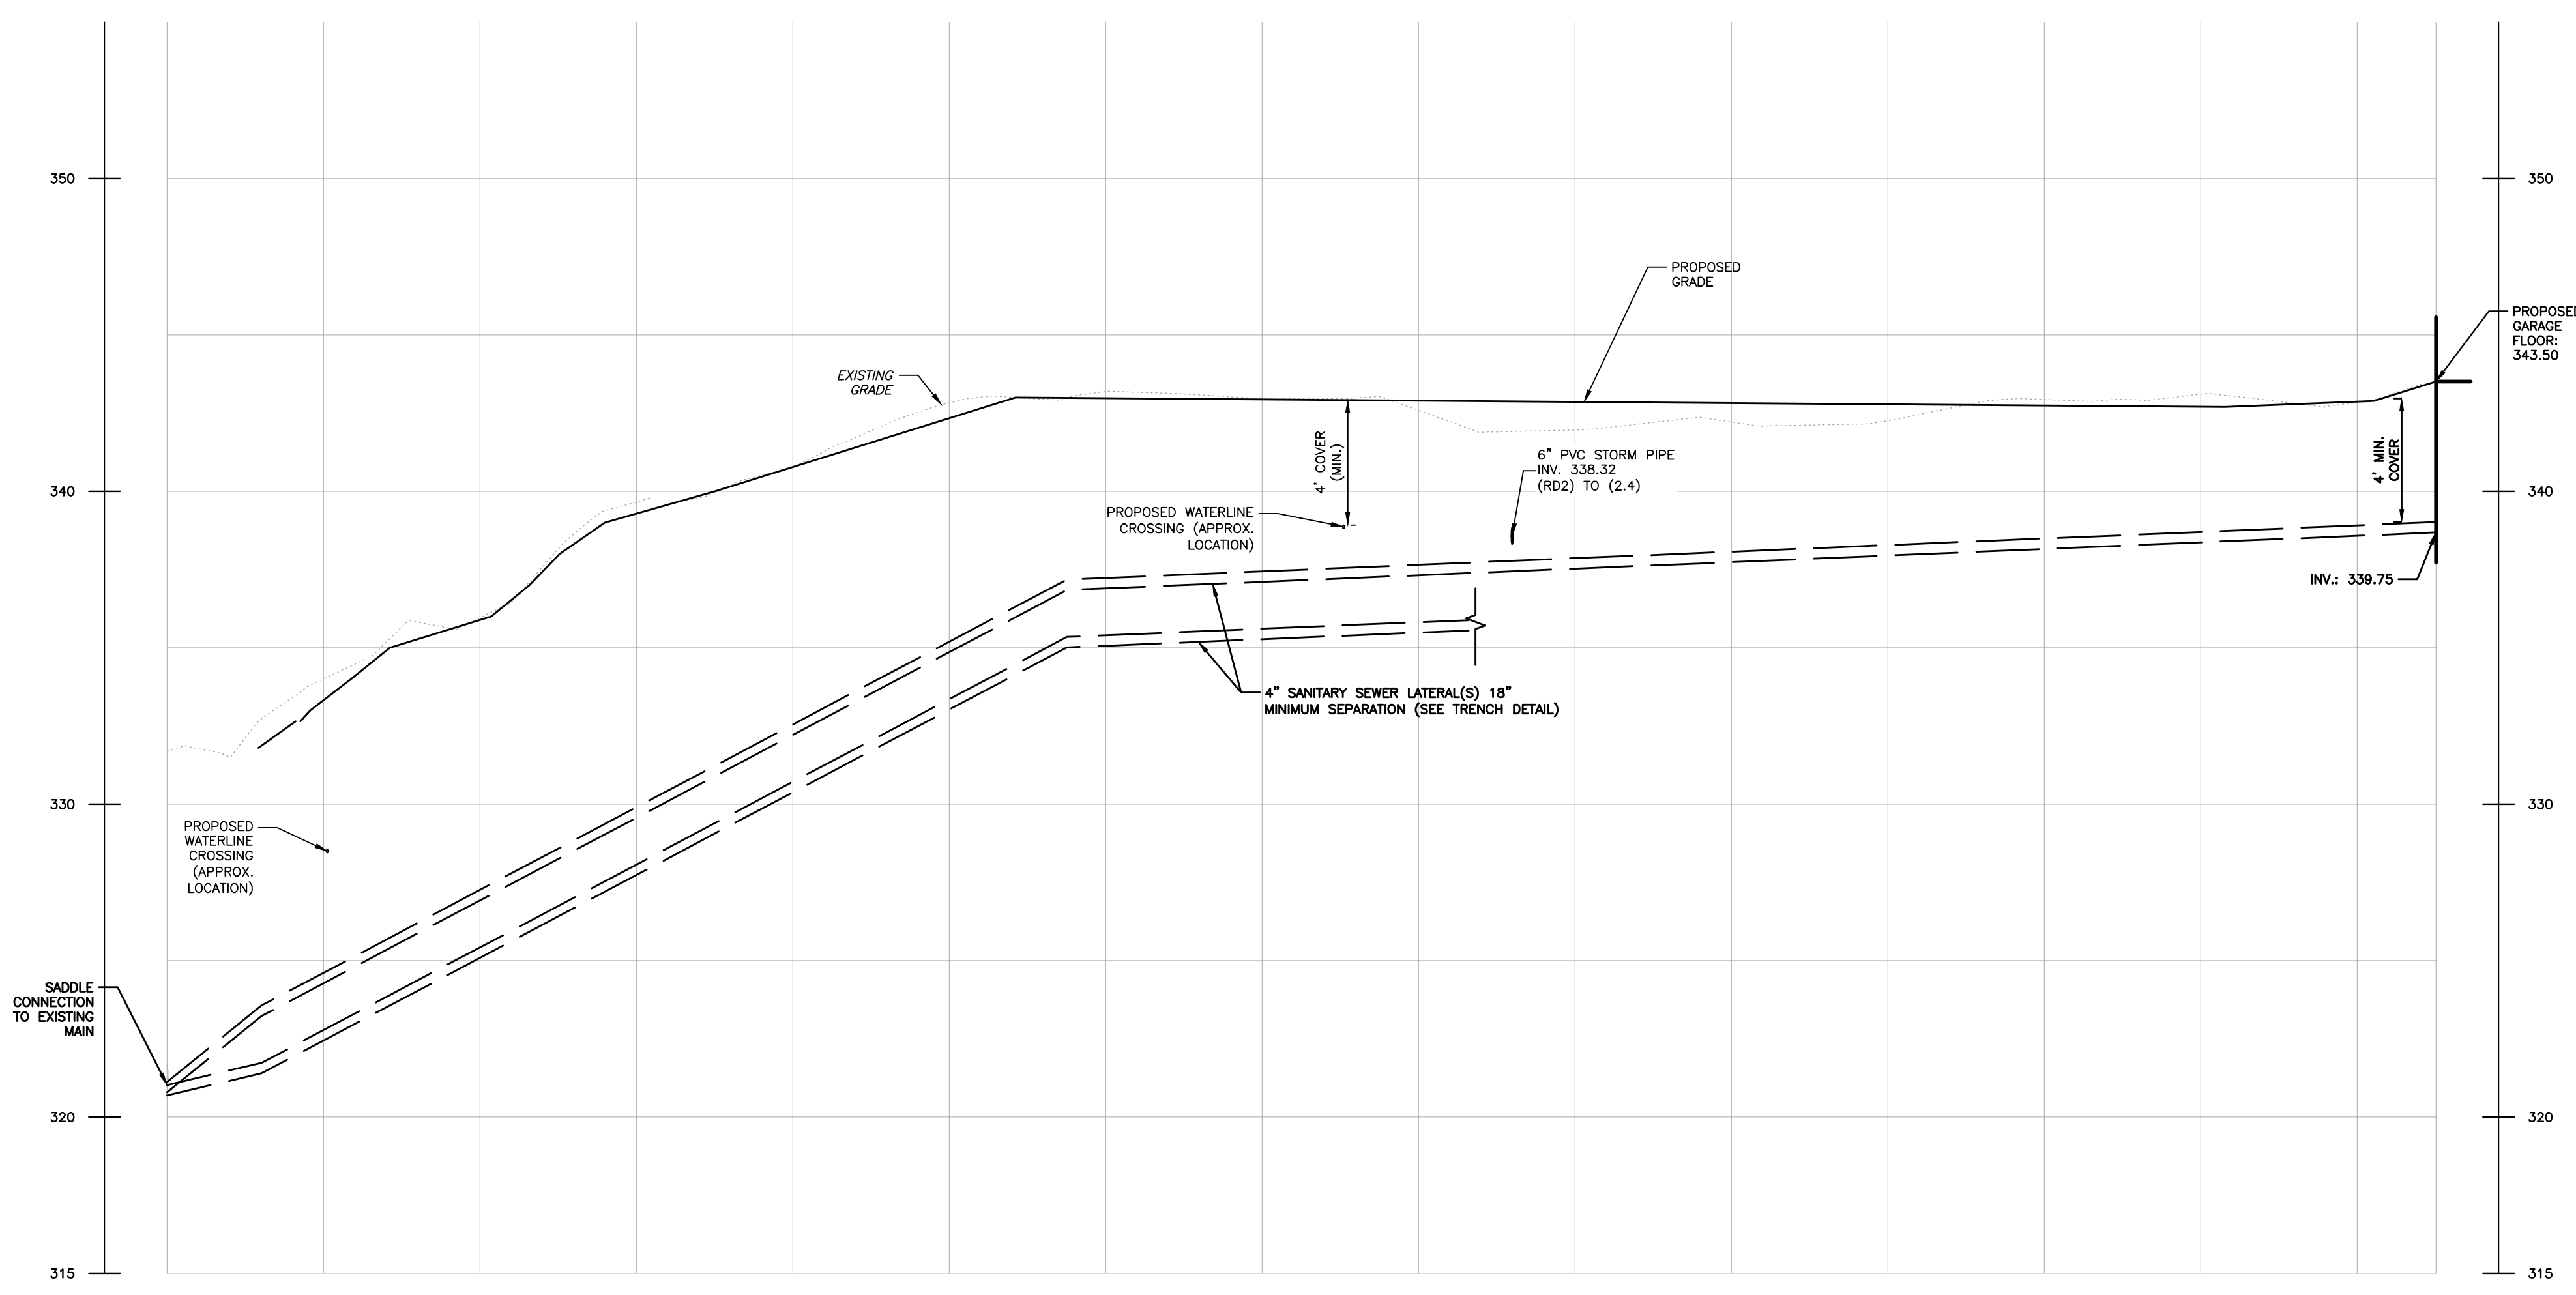 350
350
PROPOSED
GRADE
PROPOSED
GARAGE
FLOOR:
343.50
EXISTING
GRADE
4' COVER
(MIN.)
4' MIN.
COVER
6" PVC STORM PIPE
INV. 338.32
(RD2) TO (2.4)
340
340
PROPOSED WATERLINE
CROSSING (APPROX.
LOCATION)
INV.: 339.75
4" SANITARY SEWER LATERAL(S) 18"
MINIMUM SEPARATION (SEE TRENCH DETAIL)
330
330
PROPOSED
WATERLINE
CROSSING
(APPROX.
LOCATION)
SADDLE
CONNECTION
TO EXISTING
MAIN
320
320
315
315